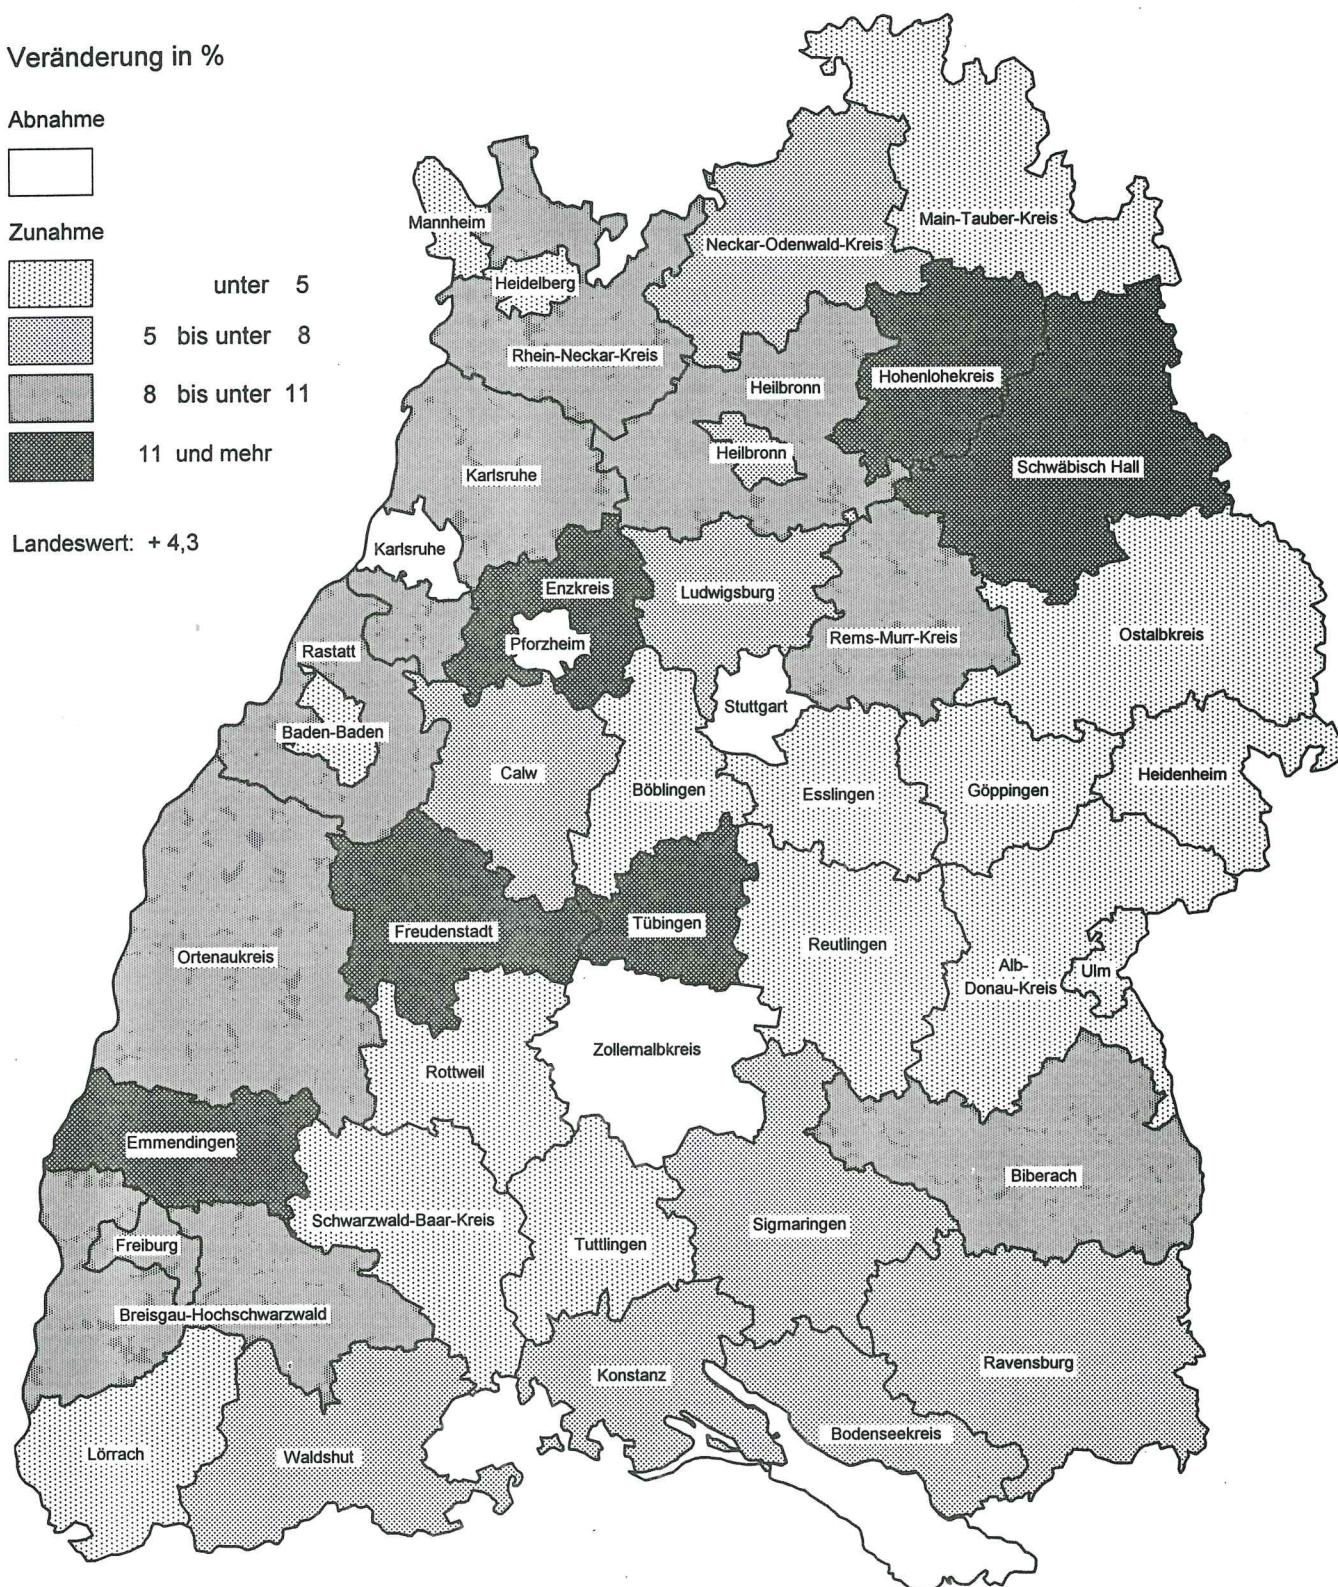 Veränderung in %
Abnahme
Zunahme
unter 5
5 bis unter 8
8 bis unter 11
11 und mehr
Landeswert: + 4,3
Mannheim
Main-Tauber-Kreis
Neckar-Odenwald-Kreis
Heidelberg
Rhein-Neckar-Kreis
Heilbronn
Hohenlohekreis
Heilbronn
Karlsruhe
Schwäbisch Hall
Karlsruhe
Enzkreis
Ludwigsburg
Pforzheim
Rems-Murr-Kreis
Ostalbkreis
Rastatt
Stuttgart
Baden-Baden
Calw
Böblingen
Esslingen
Göppingen
Heidenheim
Freudenstadt
Tübingen
Reutlingen
Ortenaukreis
Alb-
Donau-Kreis
Ulm
Zollernalbkreis
Rottweil
Emmendingen
Biberach
Schwarzwald-Baar-Kreis
Sigmaringen
Freiburg
Tuttlingen
Breisgau-Hochschwarzwald
Ravensburg
Konstanz
Bodenseekreis
Lörrach
Waldshut